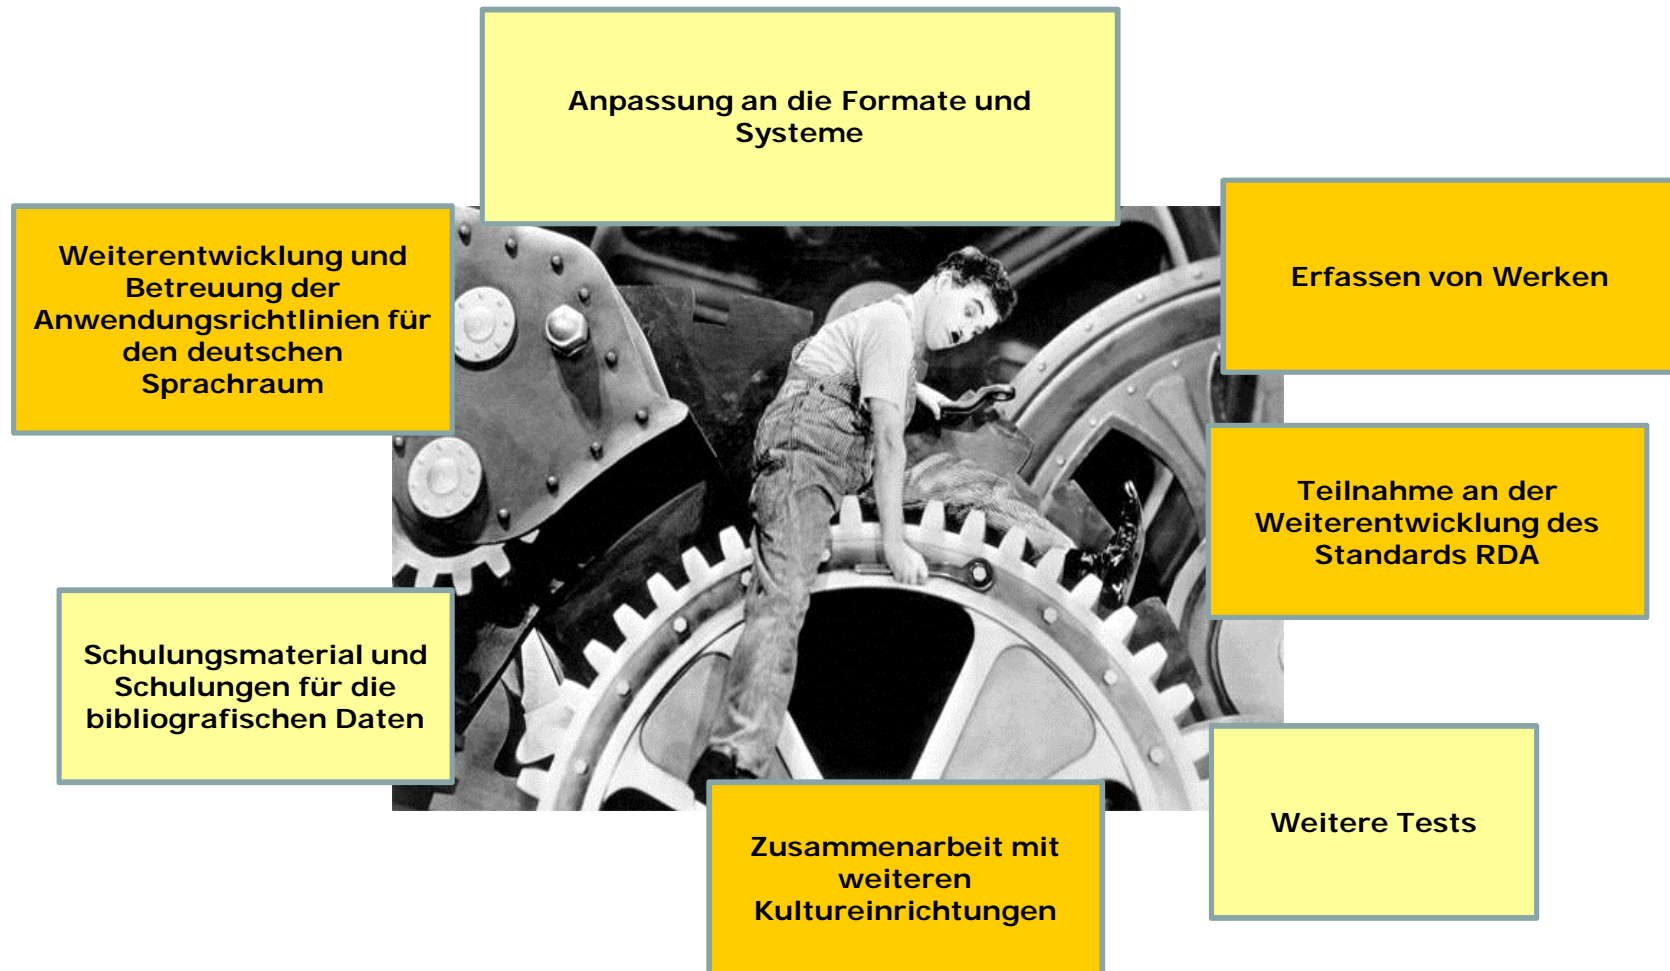 Anpassung an die Formate und
Systeme
Weiterentwicklung und
Betreuung der
Anwendungsrichtlinien für
den deutschen
Sprachraum
Erfassen von Werken
Teilnahme an der
Weiterentwicklung des
Standards RDA
Schulungsmaterial und
Schulungen für die
bibliografischen Daten
Weitere Tests
Zusammenarbeit mit
weiteren
Kultureinrichtungen